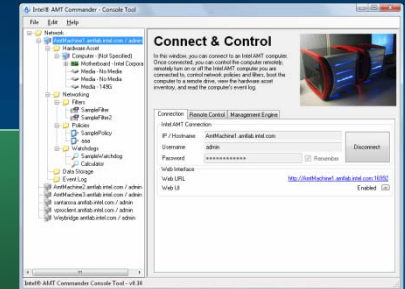 Intel® AMT Commander - Console Tool
File Edit Help
Network
AmtMachine1.amtlab.intel.com / admin
Hardware Asset
Computer - (Not Specified)
Motherboard - Intel Corpora
Media - No Media
Media - No Media
Media - 149G
Networking
Filters
SampleFilter
SampleFilter2
Policies
SamplePolicy
aaa
Watchdogs
SampleWatchdog
Calculator
Data Storage
Event Log
AmtMachine2.amtlab.intel.com / admin
AmtMachine3.amtlab.intel.com / admin
santarosa.amtlab.intel.com / admin
vproclient.amtlab.intel.com / admin
Weybridge.amtlab.intel.com / admin
Intel® AMT Commander Console Tool - v0.30
Connect & Control
In this window, you can connect to an Intel AMT computer.
Once connected, you can control the computer remotely,
remotely turn on or off the Intel AMT computer you are
connected to, control network policies and filters, boot the
computer to a remote drive, view the hardware asset
inventory, and read the computer's event log.
Connection Remote Control Management Engine
Intel AMT Connection
IP / Hostname AmtMachine1.amtlab.intel.com
Username admin Disconnect
Password ************ Remember
Web Interface
Web URL http://AmtMachine1.amtlab.intel.com:16992
Web UI Enabled ...